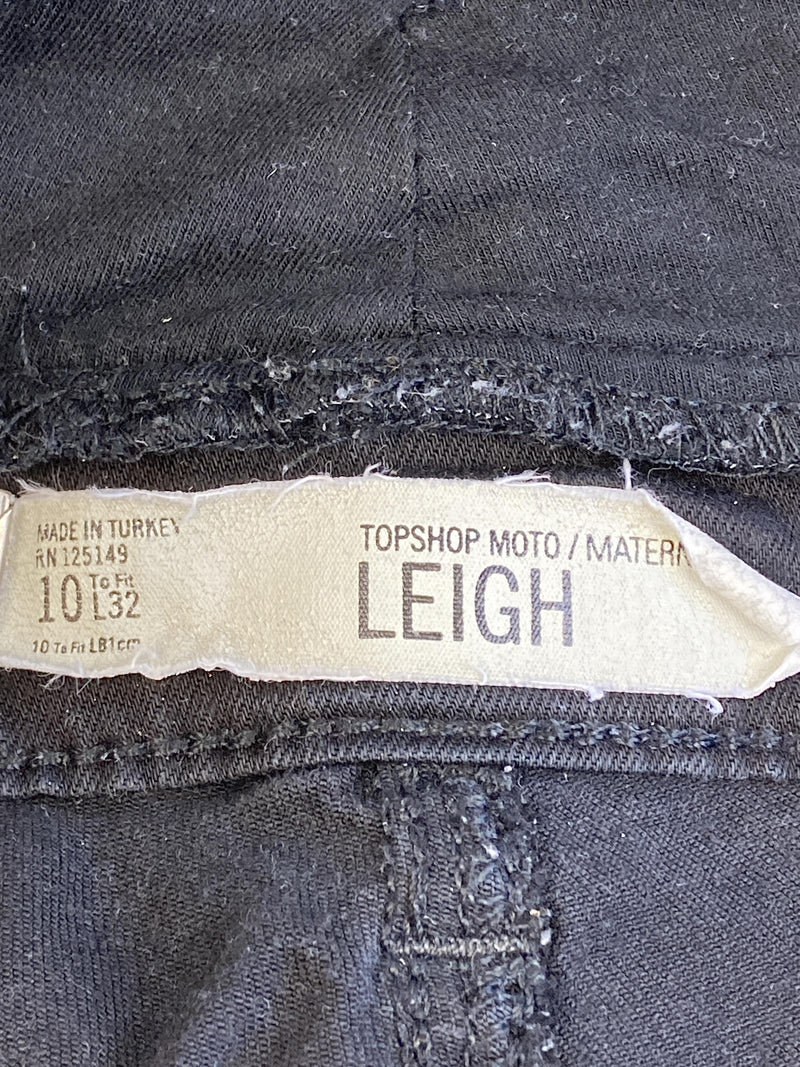 MADE IN TURKEY
RN 125149
10 To Fit L32
10 To Fit L81cm
TOPSHOP MOTO / MATERN
LEIGH